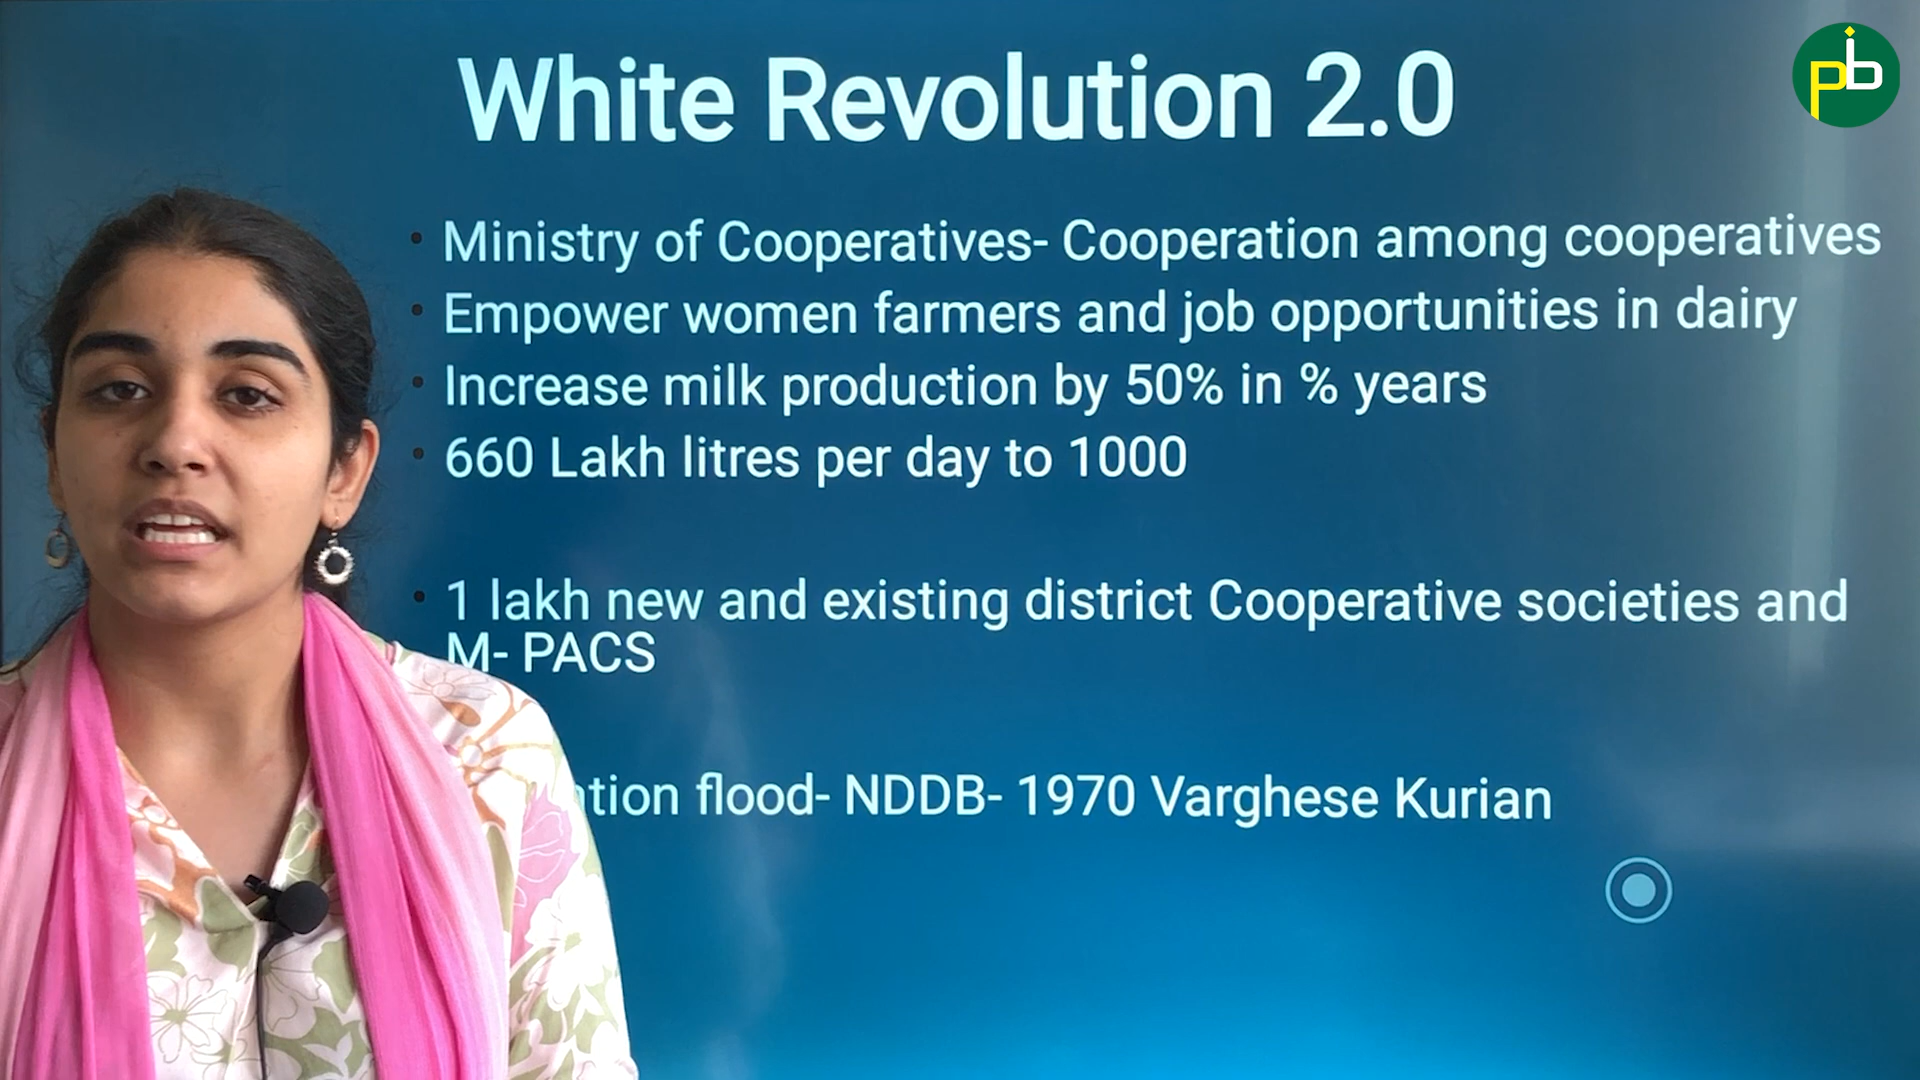 pib
White Revolution 2.0
• Ministry of Cooperatives- Cooperation among cooperatives
• Empower women farmers and job opportunities in dairy
• Increase milk production by 50% in % years
• 660 Lakh litres per day to 1000
• 1 lakh new and existing district Cooperative societies and
M- PACS
flood- NDDB- 1970 Varghese Kurian